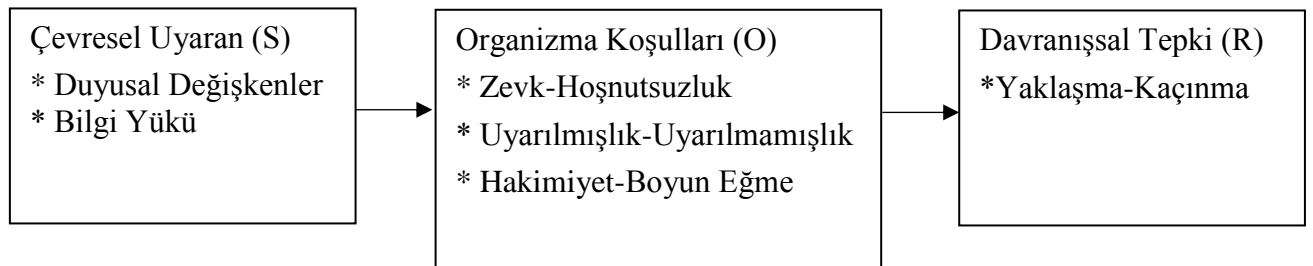 Çevresel Uyaran (S)
* Duyusal Değişkenler
* Bilgi Yükü
Organizma Koşulları (O)
* Zevk-Hoşnutsuzluk
* Uyarılmışlık-Uyarılmamışlık
* Hakimiyet-Boyun Eğme
Davranışsal Tepki (R)
*Yaklaşma-Kaçınma